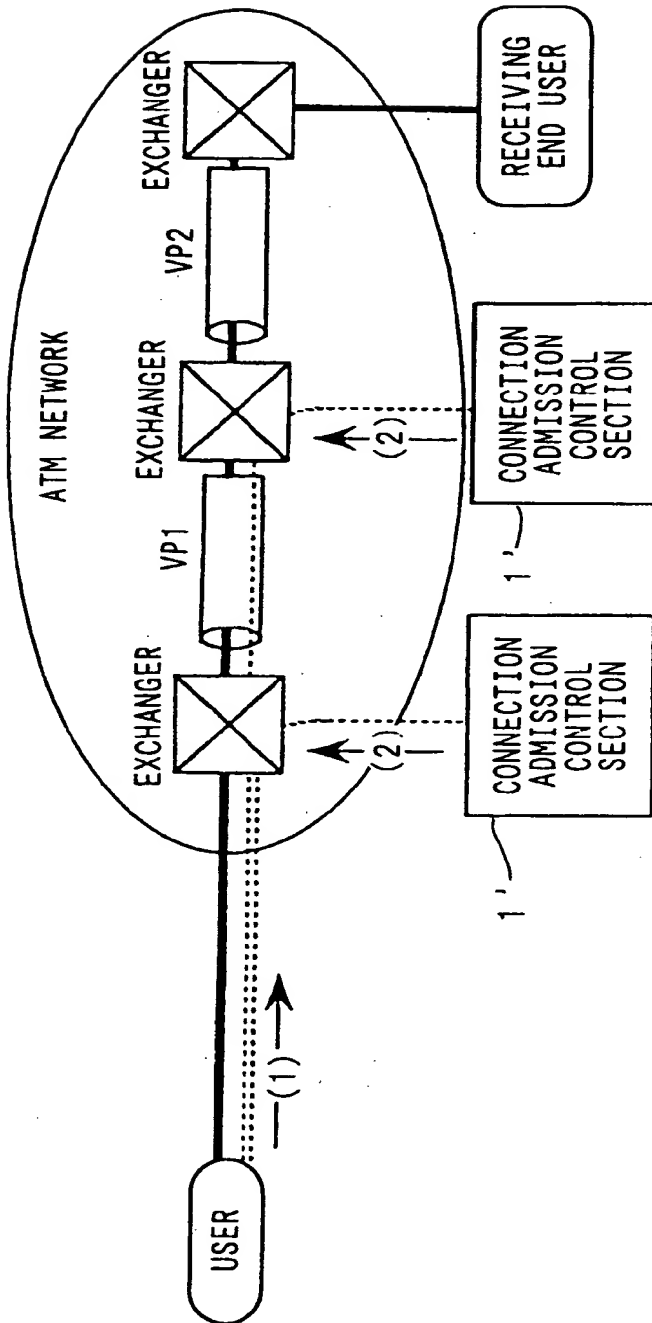 ATM NETWORK
EXCHANGER
VP1
EXCHANGER
VP2
EXCHANGER
USER
(1)
(2)
(2)
1'
CONNECTION
ADMISSION
CONTROL
SECTION
1'
CONNECTION
ADMISSION
CONTROL
SECTION
RECEIVING
END USER